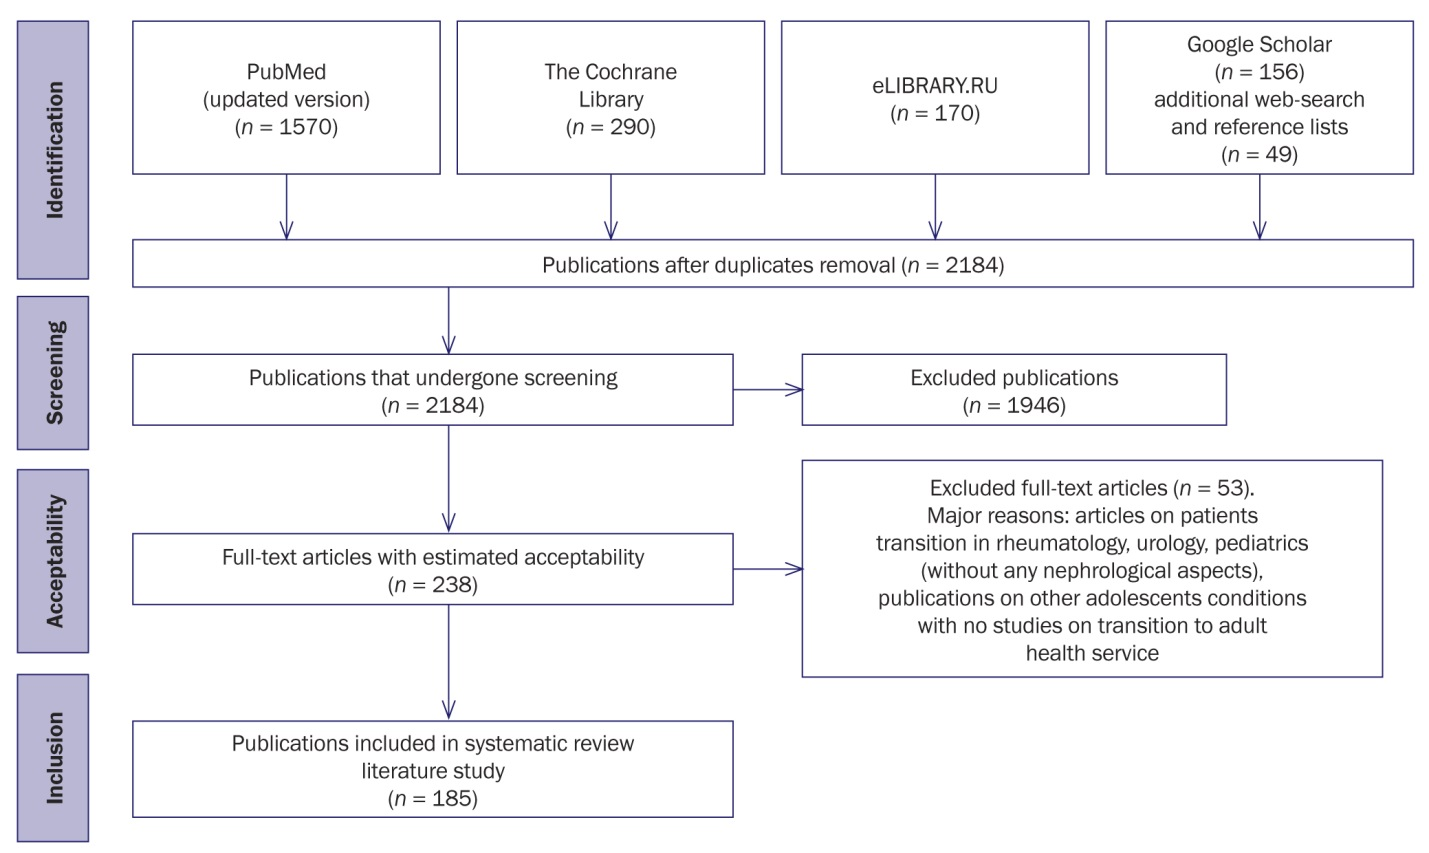 Identification
PubMed
(updated version)
(n = 1570)
The Cochrane
Library
(n = 290)
eLIBRARY.RU
(n = 170)
Google Scholar
(n = 156)
additional web-search
and reference lists
(n = 49)
Publications after duplicates removal (n = 2184)
Screening
Publications that undergone screening
(n = 2184)
Excluded publications
(n = 1946)
Acceptability
Full-text articles with estimated acceptability
(n = 238)
Excluded full-text articles (n = 53).
Major reasons: articles on patients
transition in rheumatology, urology, pediatrics
(without any nephrological aspects),
publications on other adolescents conditions
with no studies on transition to adult
health service
Inclusion
Publications included in systematic review
literature study
(n = 185)